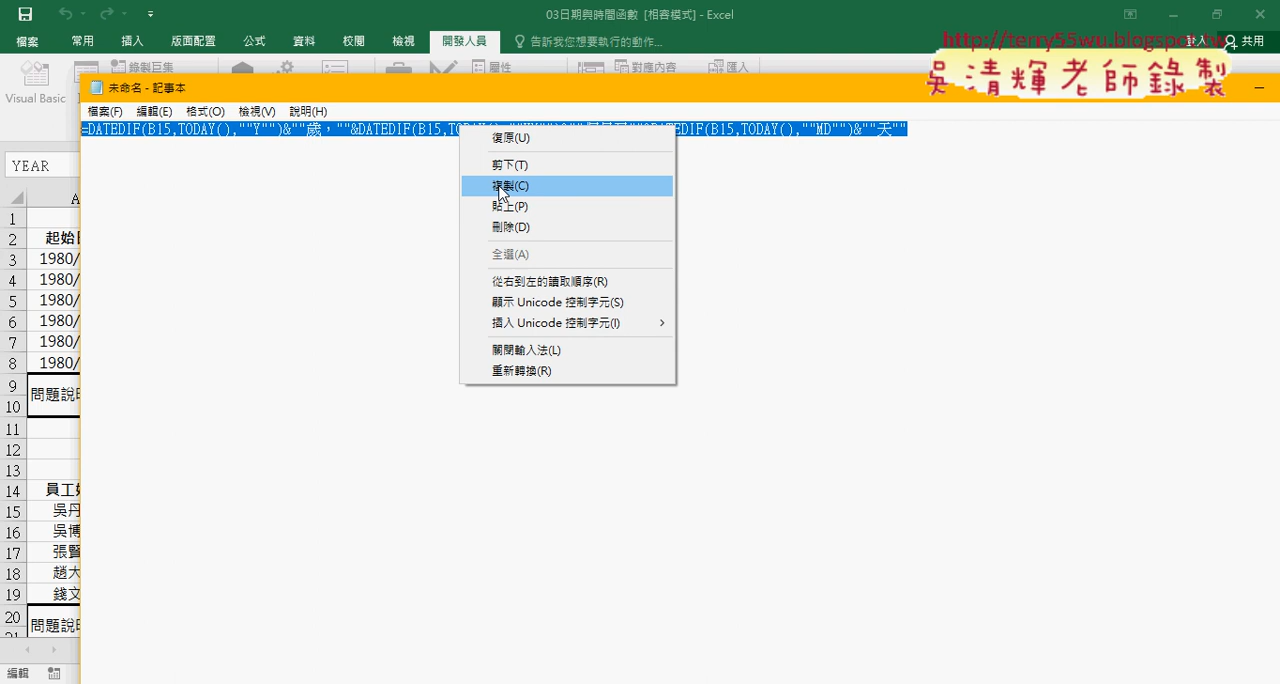 03日期與時間函數 [相容模式] - Excel
檔案 常用 插入 版面配置 公式 資料 校閱 檢視 開發人員 告訴我您想要執行的動作... 登入 共用
http://terry55wu.blogspot.tw
吳清輝老師錄製
Visual Basic 錄製巨集 屬性 對應內容 匯入
未命名 - 記事本
檔案(F) 編輯(E) 格式(O) 檢視(V) 說明(H)
=DATEDIF(B15,TODAY(),""Y"")&""歲，""&DATEDIF(B15,TODAY(),""MD"")&""天""
復原(U)
剪下(T)
複製(C)
貼上(P)
刪除(D)
全選(A)
從右到左的讀取順序(R)
顯示 Unicode 控制字元(S)
插入 Unicode 控制字元(I)
關閉輸入法(L)
重新轉換(R)
YEAR
A
1
2 起始
3 1980/
4 1980/
5 1980/
6 1980/
7 1980/
8 1980/
9
問題說
10
11
12
13
14 員工
15 吳丹
16 吳博
17 張賢
18 趙大
19 錢文
20
問題說
21
編輯